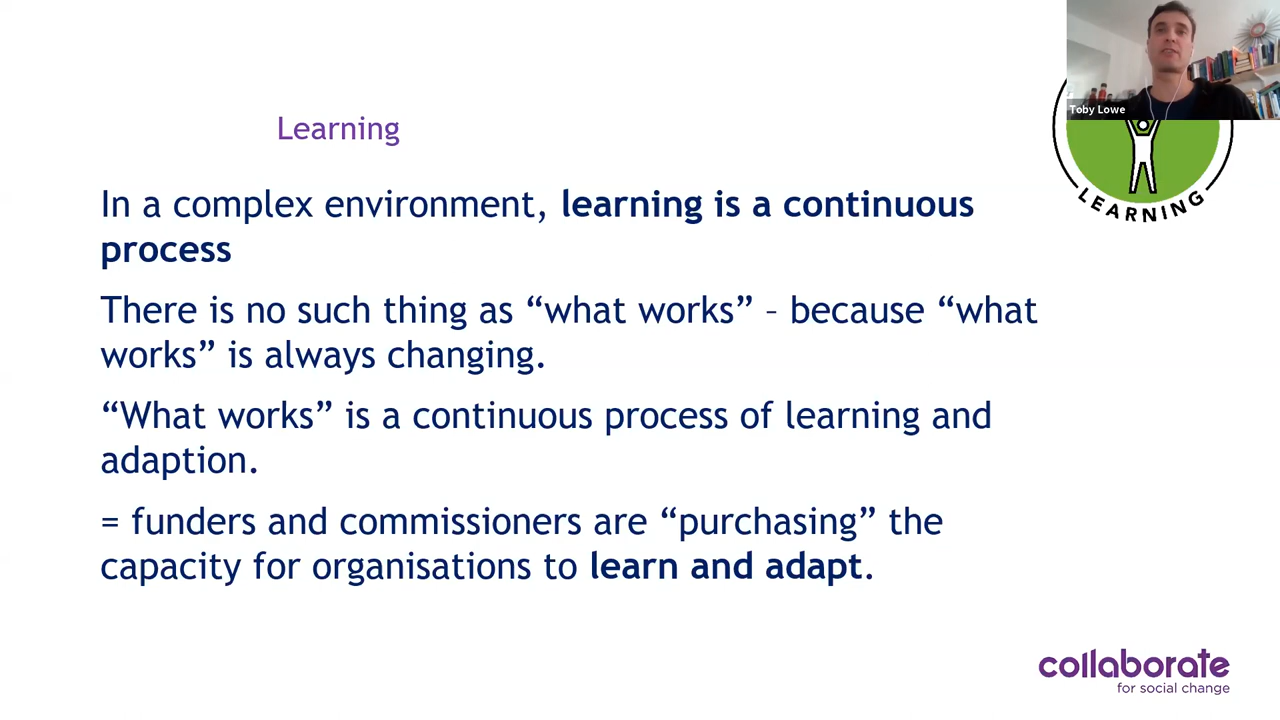 Toby Lowe
Learning
LEARNING
In a complex environment, learning is a continuous
process
There is no such thing as “what works” – because “what
works” is always changing.
“What works” is a continuous process of learning and
adaption.
= funders and commissioners are “purchasing” the
capacity for organisations to learn and adapt.
collaborate
for social change